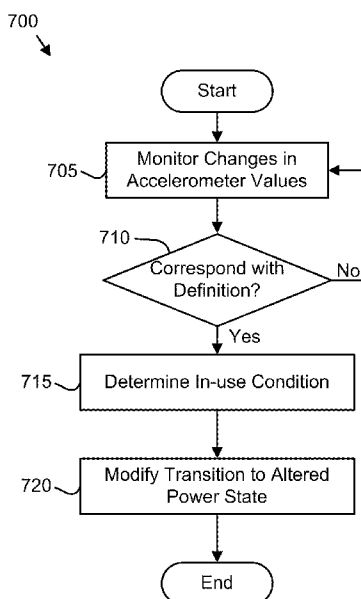 700
Start
705
Monitor Changes in
Accelerometer Values
710
Correspond with
Definition?
No
Yes
715
Determine In-use Condition
720
Modify Transition to Altered
Power State
End